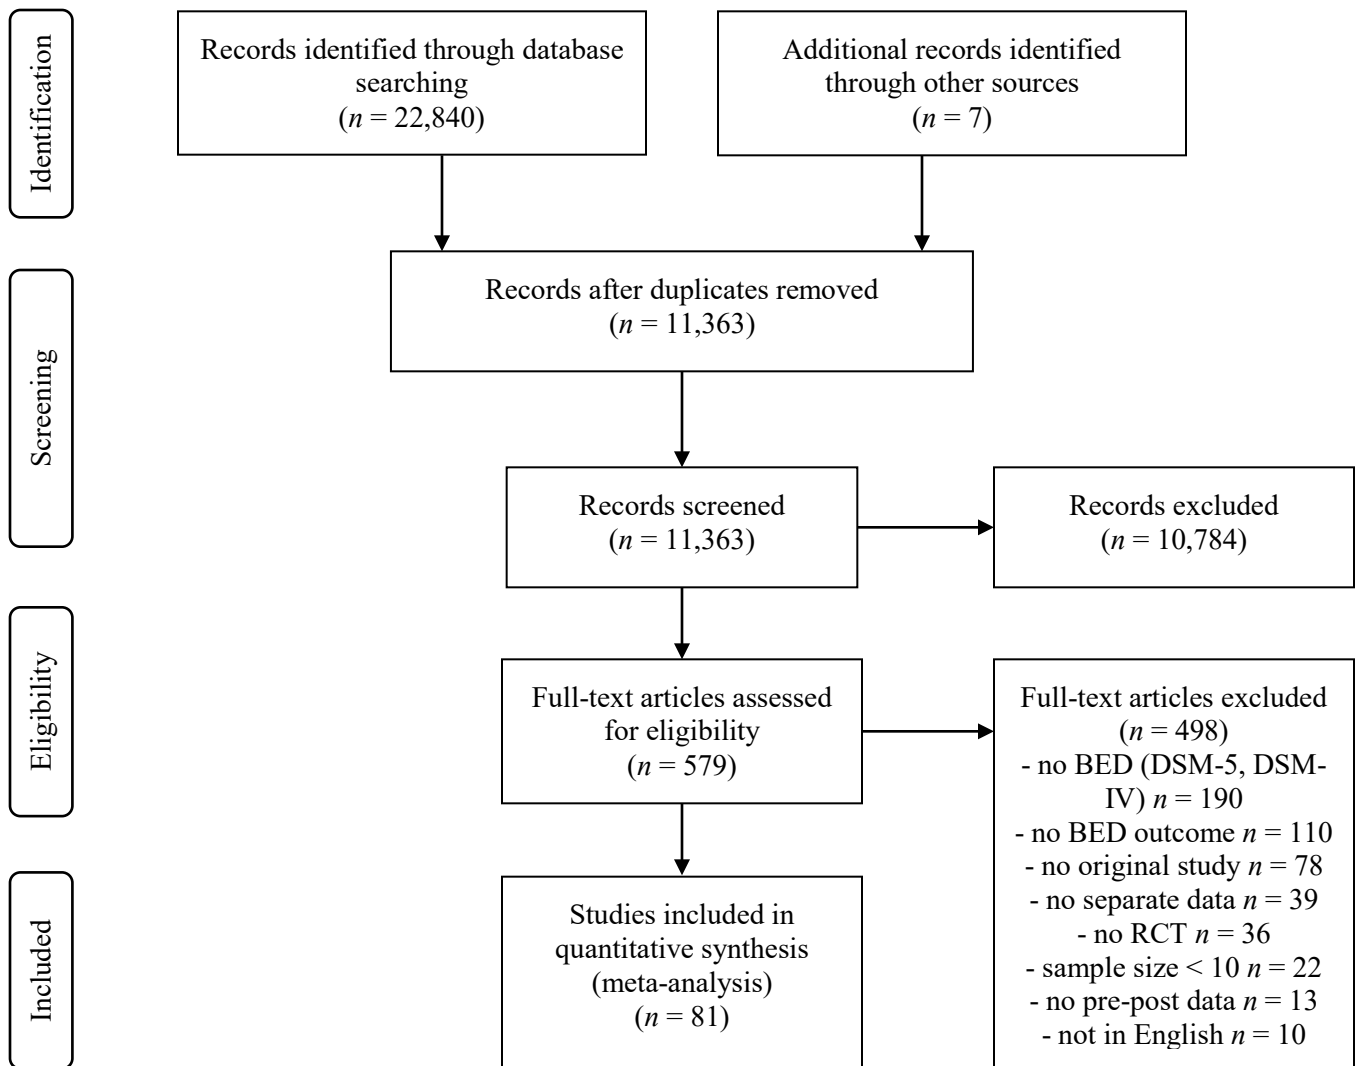 Identification
Records identified through database
searching
(n = 22,840)
Additional records identified
through other sources
(n = 7)
Screening
Records after duplicates removed
(n = 11,363)
Records screened
(n = 11,363)
Records excluded
(n = 10,784)
Eligibility
Full-text articles assessed
for eligibility
(n = 579)
Full-text articles excluded
(n = 498)
- no BED (DSM-5, DSM-
IV) n = 190
- no BED outcome n = 110
- no original study n = 78
- no separate data n = 39
- no RCT n = 36
- sample size < 10 n = 22
- no pre-post data n = 13
- not in English n = 10
Included
Studies included in
quantitative synthesis
(meta-analysis)
(n = 81)